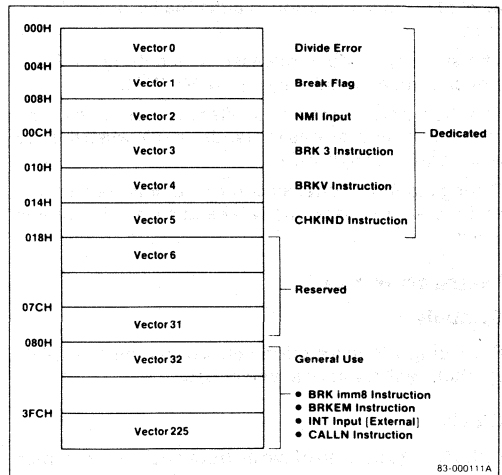 000H
Vector 0 Divide Error
004H
Vector 1 Break Flag
008H
Vector 2 NMI Input
00CH Dedicated
Vector 3 BRK 3 Instruction
010H
Vector 4 BRKV Instruction
014H
Vector 5 CHKIND Instruction
018H
Vector 6
Reserved
07CH
Vector 31
080H
Vector 32 General Use
• BRK imm8 Instruction
• BRKEM Instruction
3FCH • INT Input [External]
• CALLN Instruction
Vector 225
83-000111A